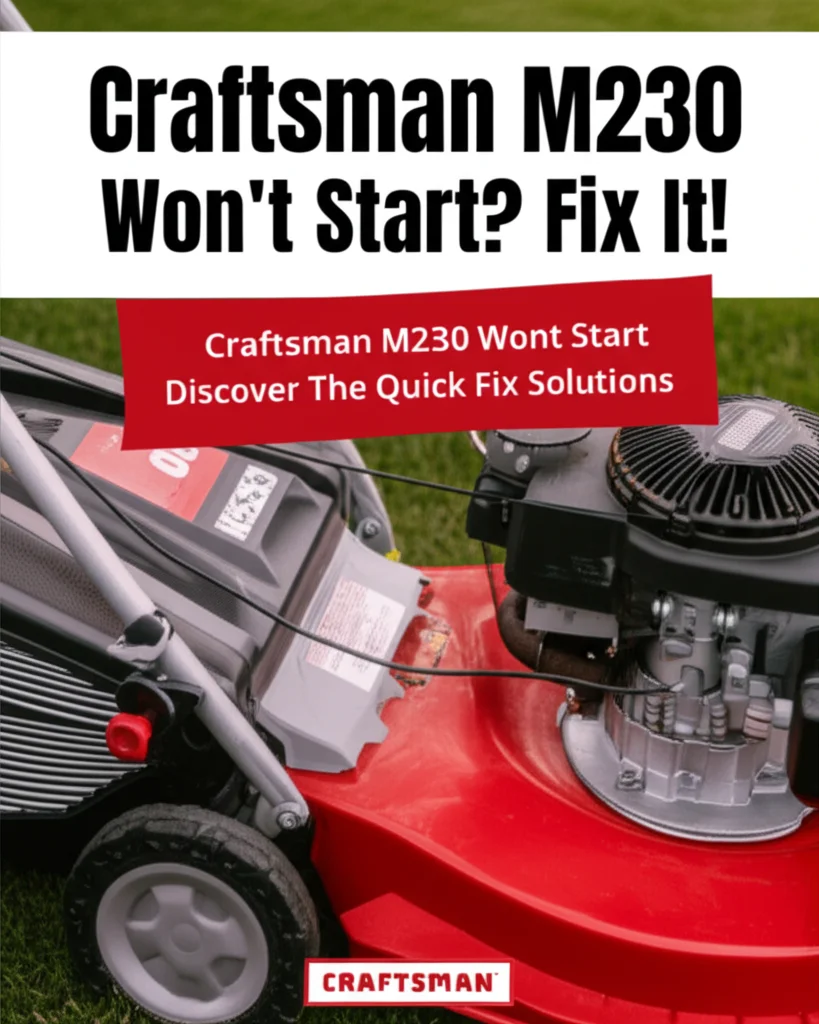 Craftsman M230
Won't Start? Fix It!
Craftsman M230 Wont Start
Discover The Quick Fix Solutions
CRAFTSMAN